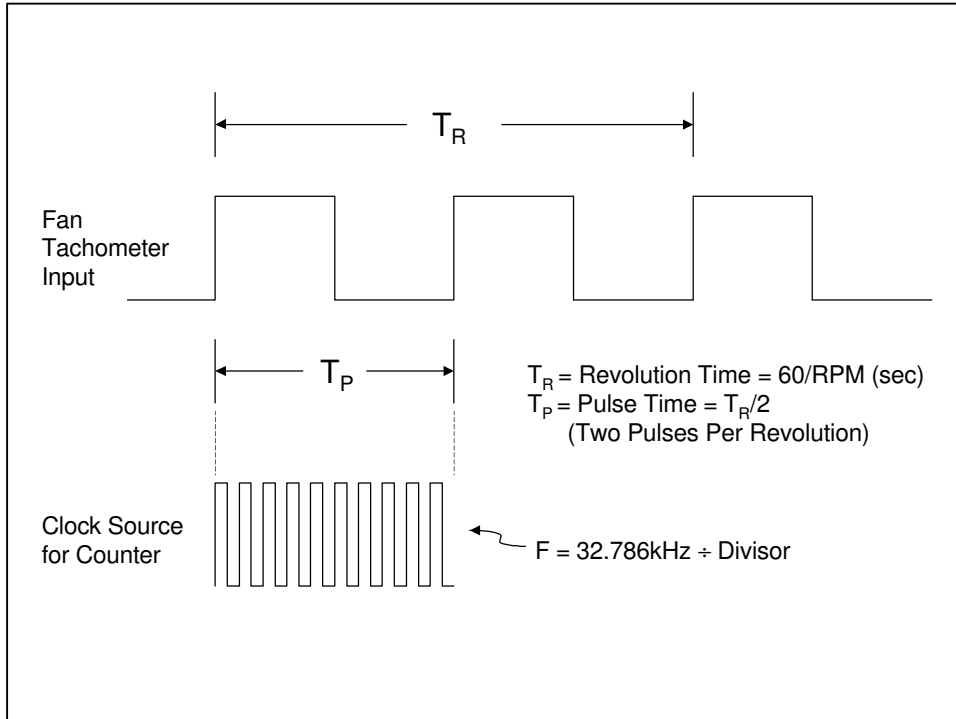 T_R
Fan
Tachometer
Input
T_P
T_R = Revolution Time = 60/RPM (sec)
T_P = Pulse Time = T_R/2
(Two Pulses Per Revolution)
Clock Source
for Counter
F = 32.786kHz ÷ Divisor